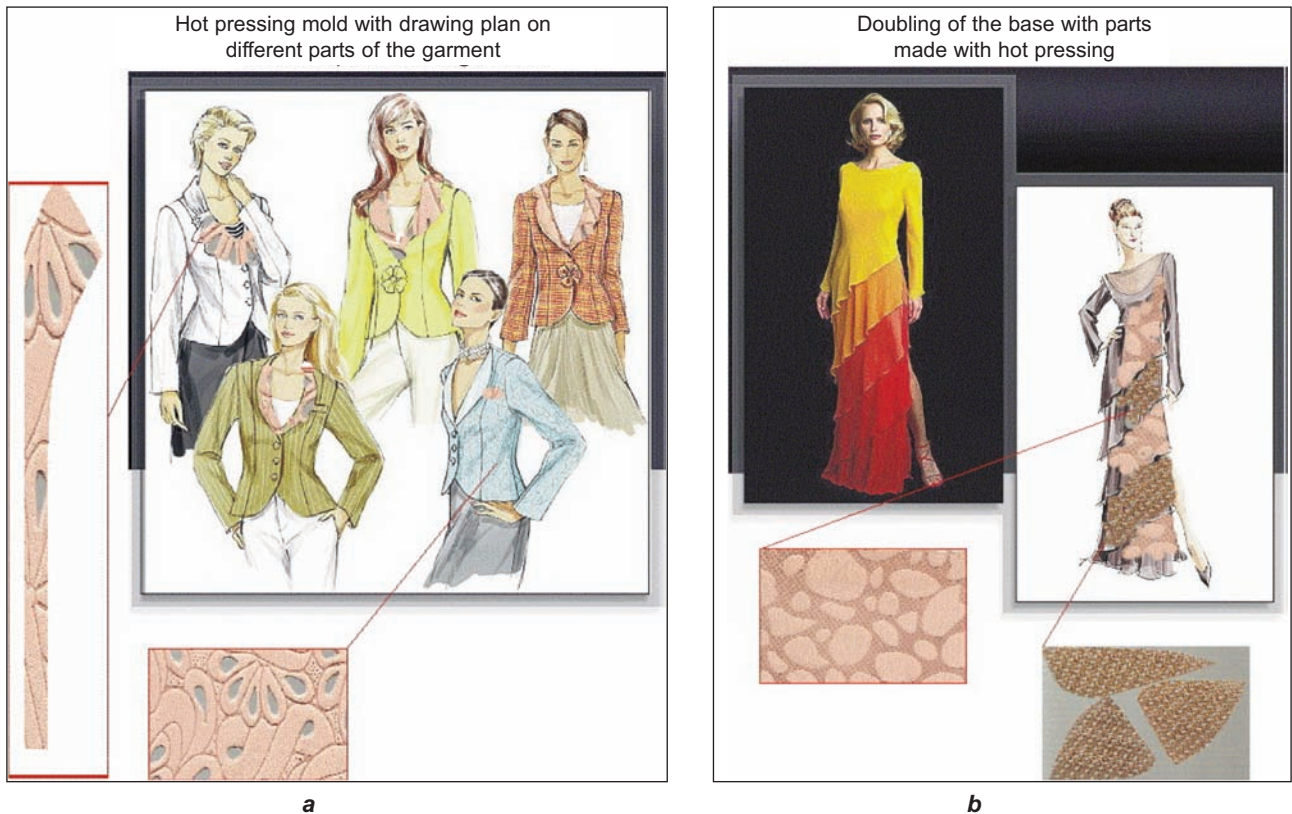 Hot pressing mold with drawing plan on
different parts of the garment
Doubling of the base with parts
made with hot pressing
a
b